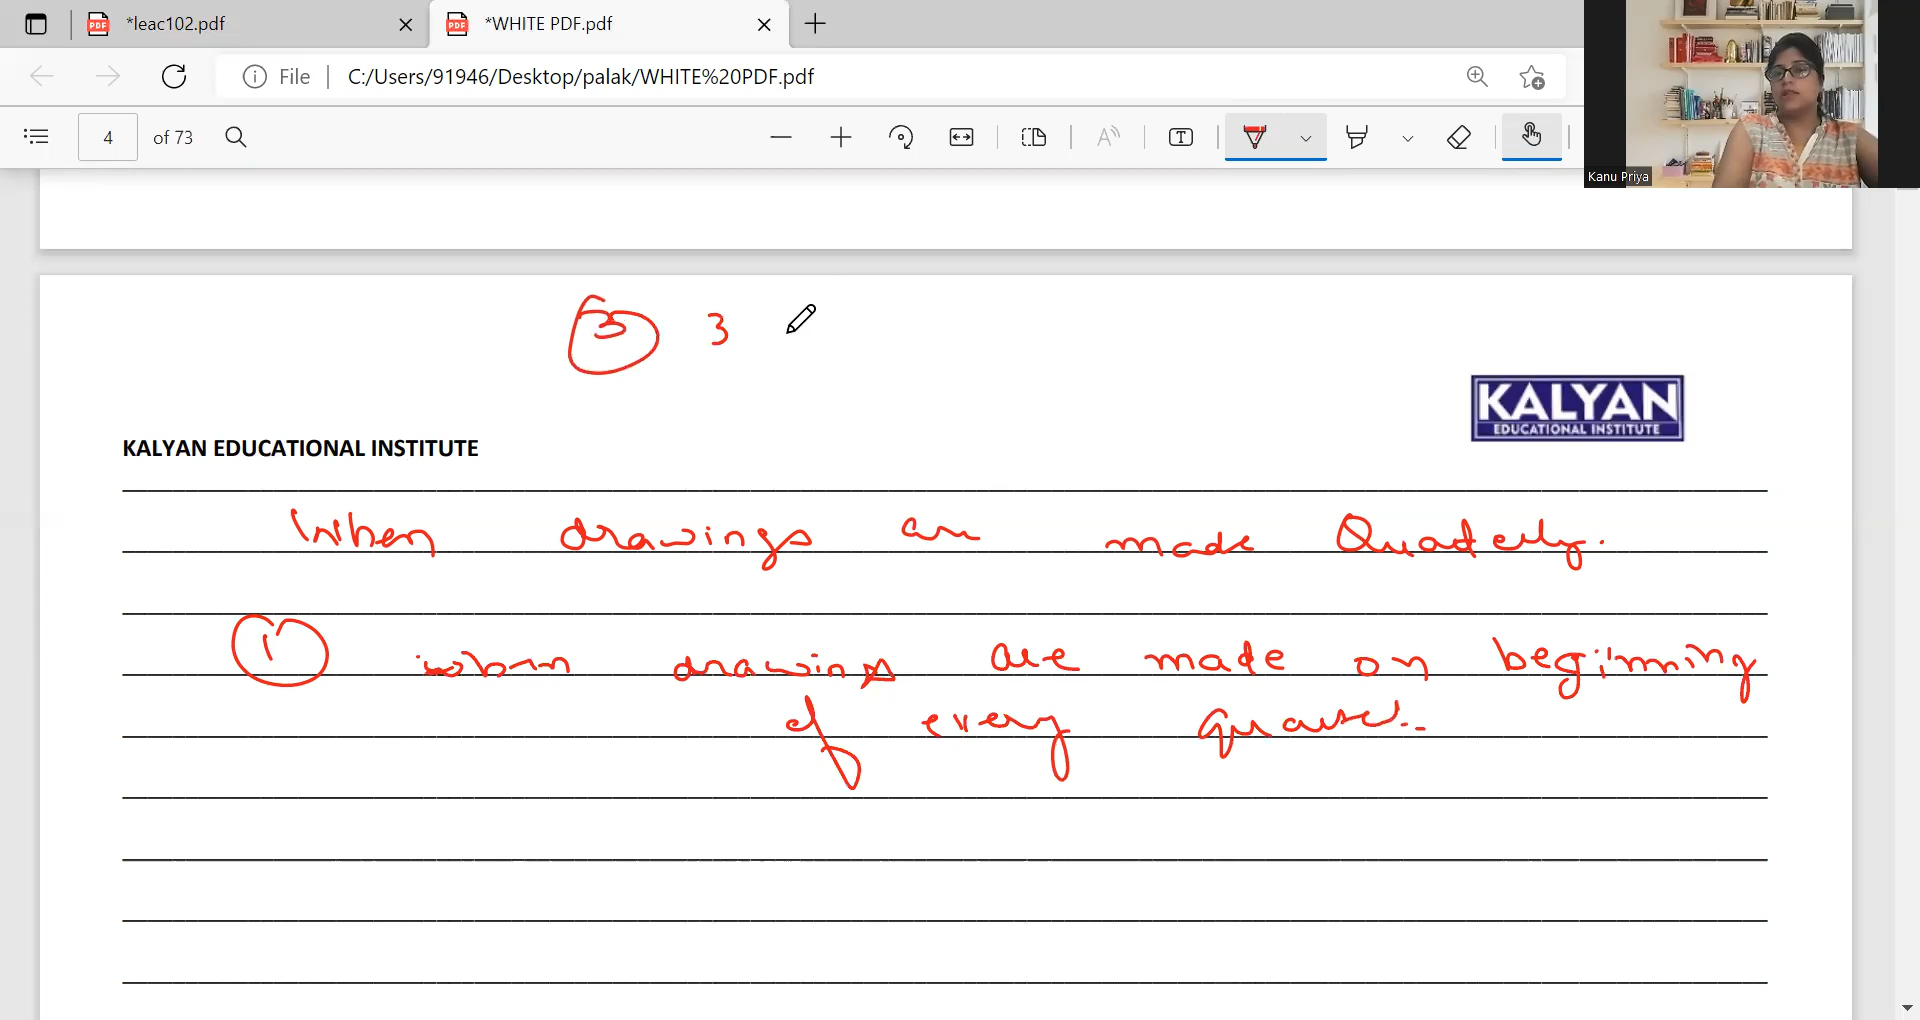 *leac102.pdf
*WHITE PDF.pdf
File
C:/Users/91946/Desktop/palak/WHITE%20PDF.pdf
4 of 73
Kanu Priya
3 3
KALYAN
EDUCATIONAL INSTITUTE
KALYAN EDUCATIONAL INSTITUTE
When drawings are made Quaterly.
1 when drawings are made on beginning
of every